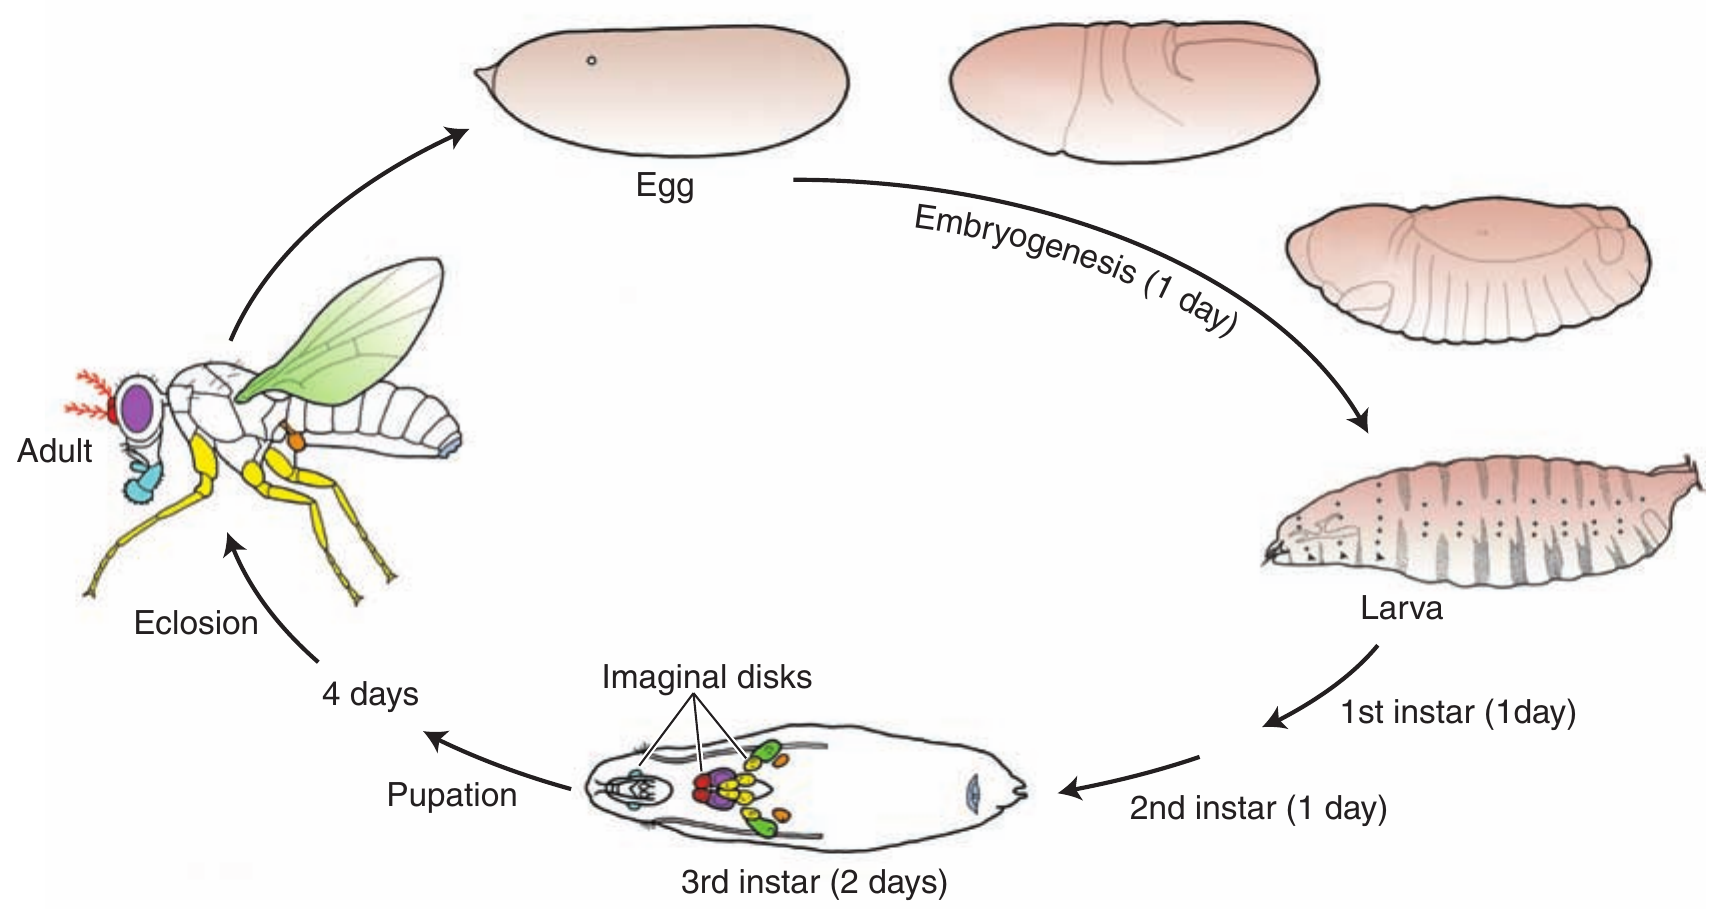 Egg
Embryogenesis (1 day)
Adult
Larva
Eclosion
Imaginal disks
4 days
1st instar (1day)
Pupation
2nd instar (1 day)
3rd instar (2 days)